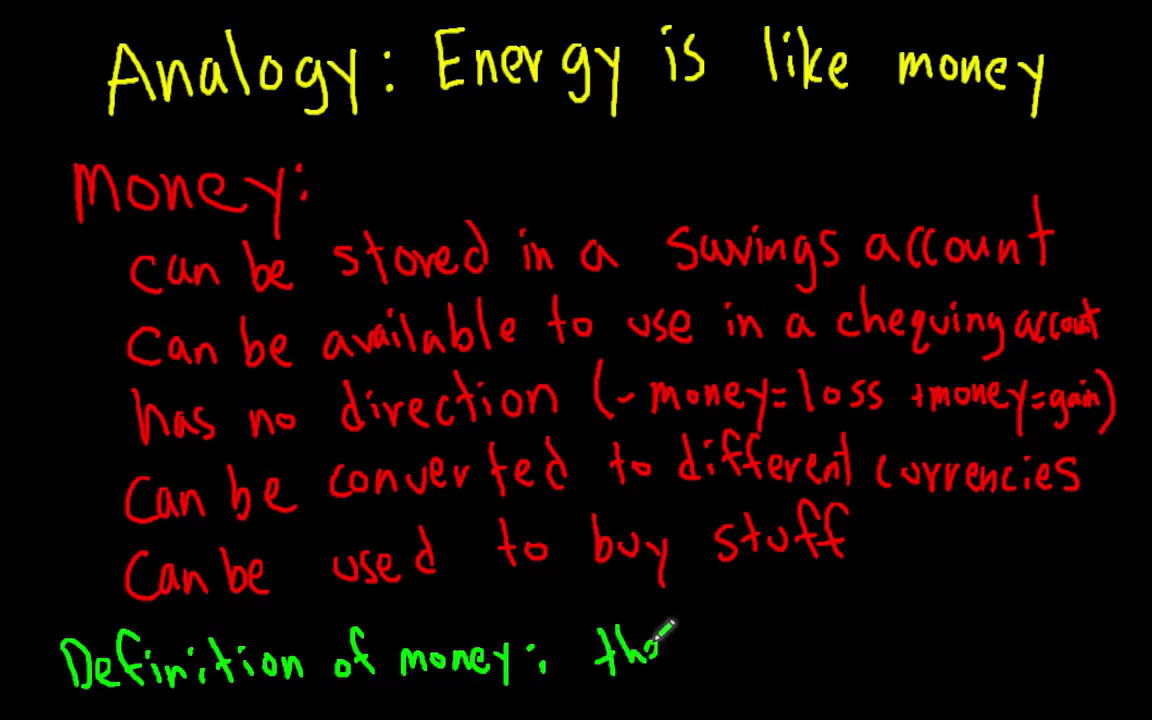 Analogy: Energy is like money
Money:
can be stored in a savings account
can be available to use in a chequing account
has no direction (- money = loss + money = gain)
can be converted to different currencies
Can be used to buy stuff
Definition of money: